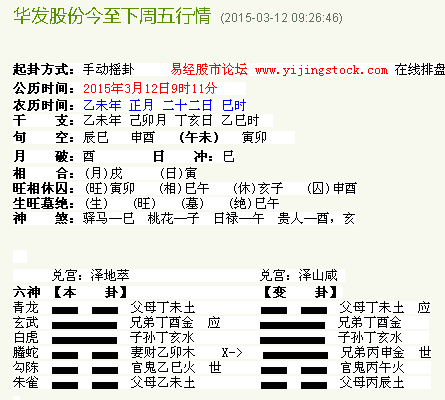 华发股份今至下周五行情 (2015-03-12 09:26:46)
起卦方式：手动摇卦 易经股市论坛 www.yijingstock.com 在线排盘
公历时间：2015年3月12日9时11分
农历时间：乙未年 正月 二十二日 巳时
干 支：乙未年 己卯月 丁亥日 乙巳时
旬 空：辰巳 申酉 (午未) 寅卯
月 破：酉 日 冲：巳
相 合：(月)戌 (日)寅
旺相休囚：(旺)寅卯 (相)巳午 (休)亥子 (囚)申酉
生旺墓绝：(生) (旺) (墓) (绝)巳午
神 煞：驿马—巳 桃花—子 日禄—午 贵人—酉，亥
兑宫：泽地萃 兑宫：泽山咸
六神 【本 卦】 【变 卦】
青龙 父母丁未土 父母丁未土 应
玄武 兄弟丁酉金 应 兄弟丁酉金
白虎 子孙丁亥水 子孙丁亥水
螣蛇 妻财乙卯木 X-> 兄弟丙申金 世
勾陈 官鬼乙巳火 世 官鬼丙午火
朱雀 父母乙未土 父母丙辰土